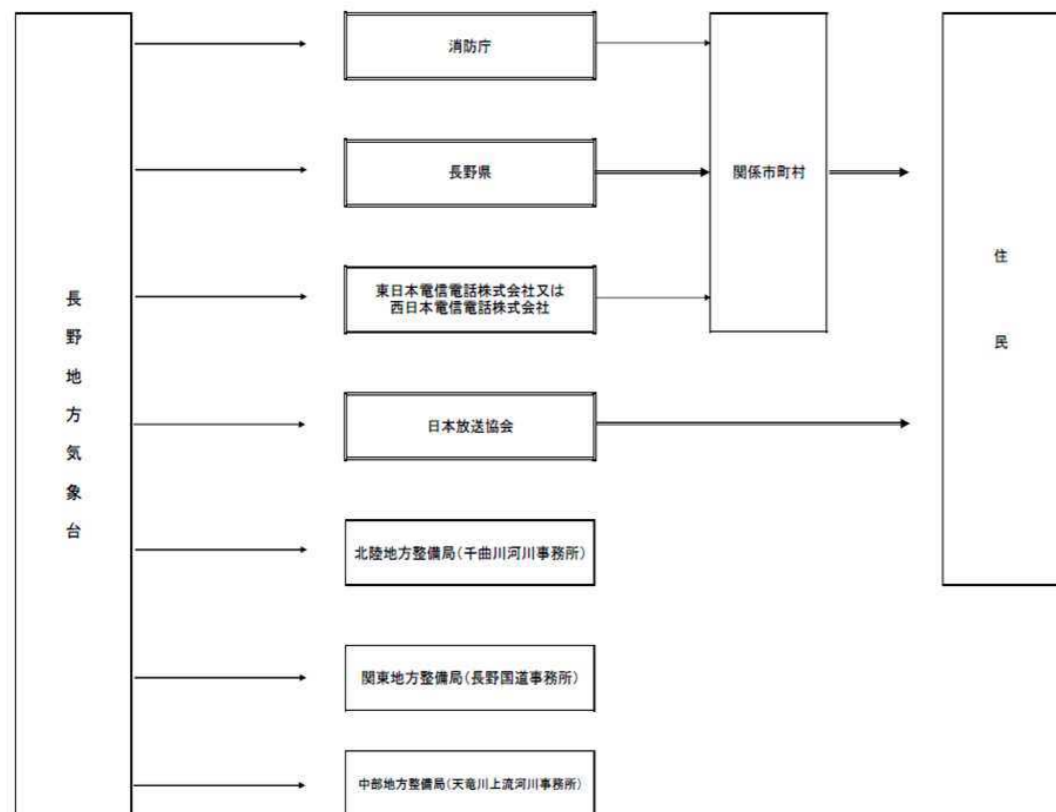 長野地方気象台
消防庁
長野県
東日本電信電話株式会社又は
西日本電信電話株式会社
日本放送協会
北陸地方整備局(千曲川河川事務所)
関東地方整備局(長野国道事務所)
中部地方整備局(天竜川上流河川事務所)
関係市町村
住民